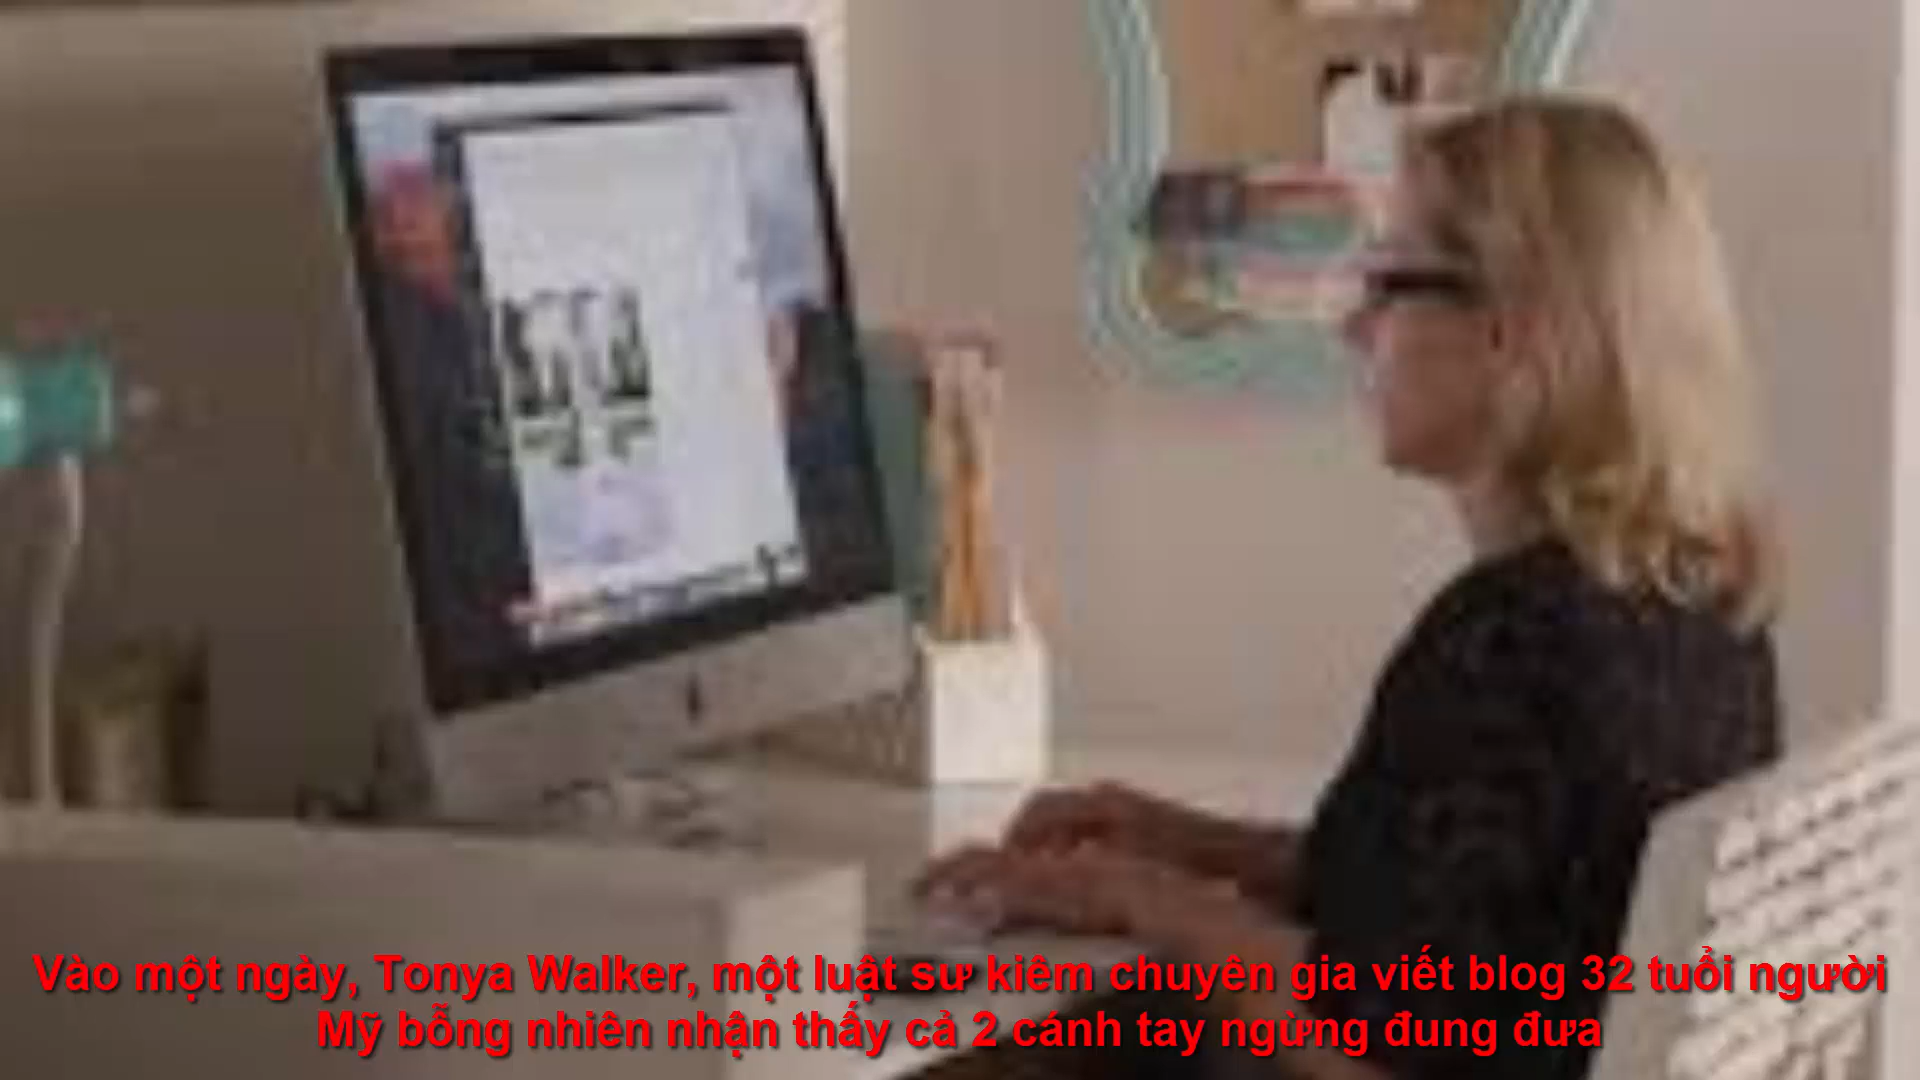 Vào một ngày, Tonya Walker, một luật sư kiêm chuyên gia viết blog 32 tuổi người
Mỹ bỗng nhiên nhận thấy cả 2 cánh tay ngừng đung đưa